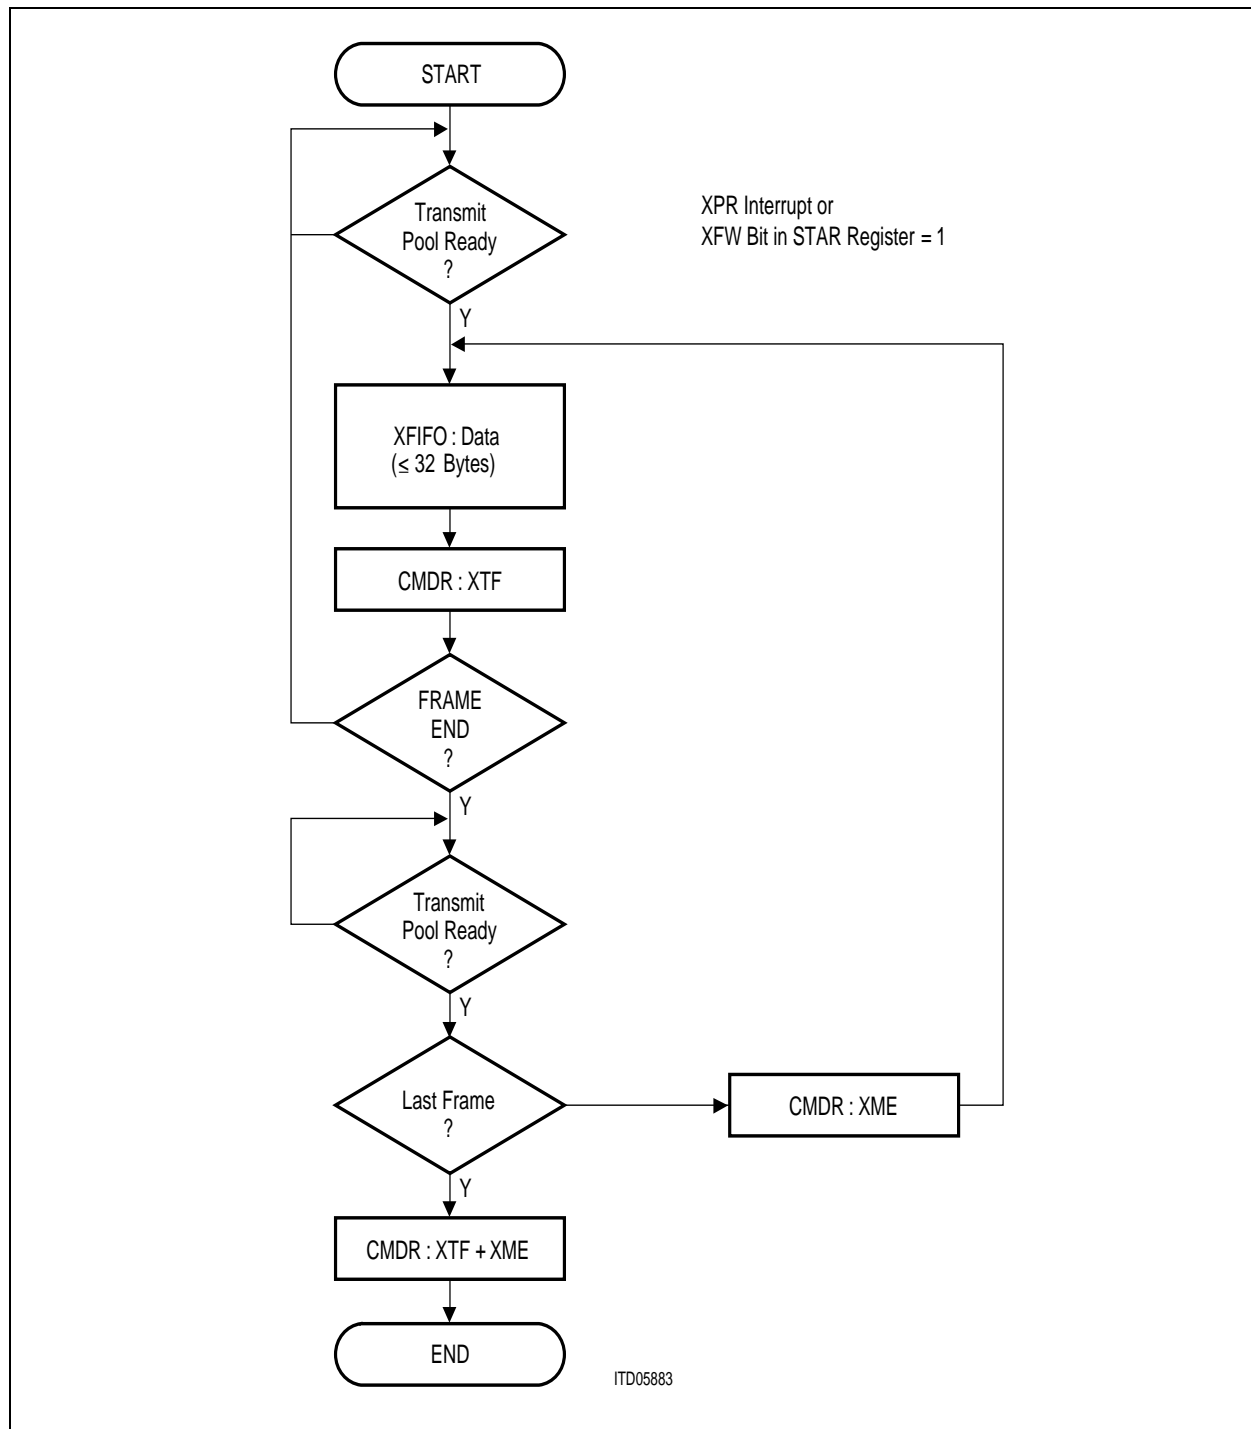 START
Transmit
Pool Ready
?
XPR Interrupt or
XFW Bit in STAR Register = 1
Y
XFIFO : Data
(≤ 32 Bytes)
CMDR : XTF
FRAME
END
?
Y
Transmit
Pool Ready
?
Y
Last Frame
?
CMDR : XME
Y
CMDR : XTF + XME
END
ITD05883